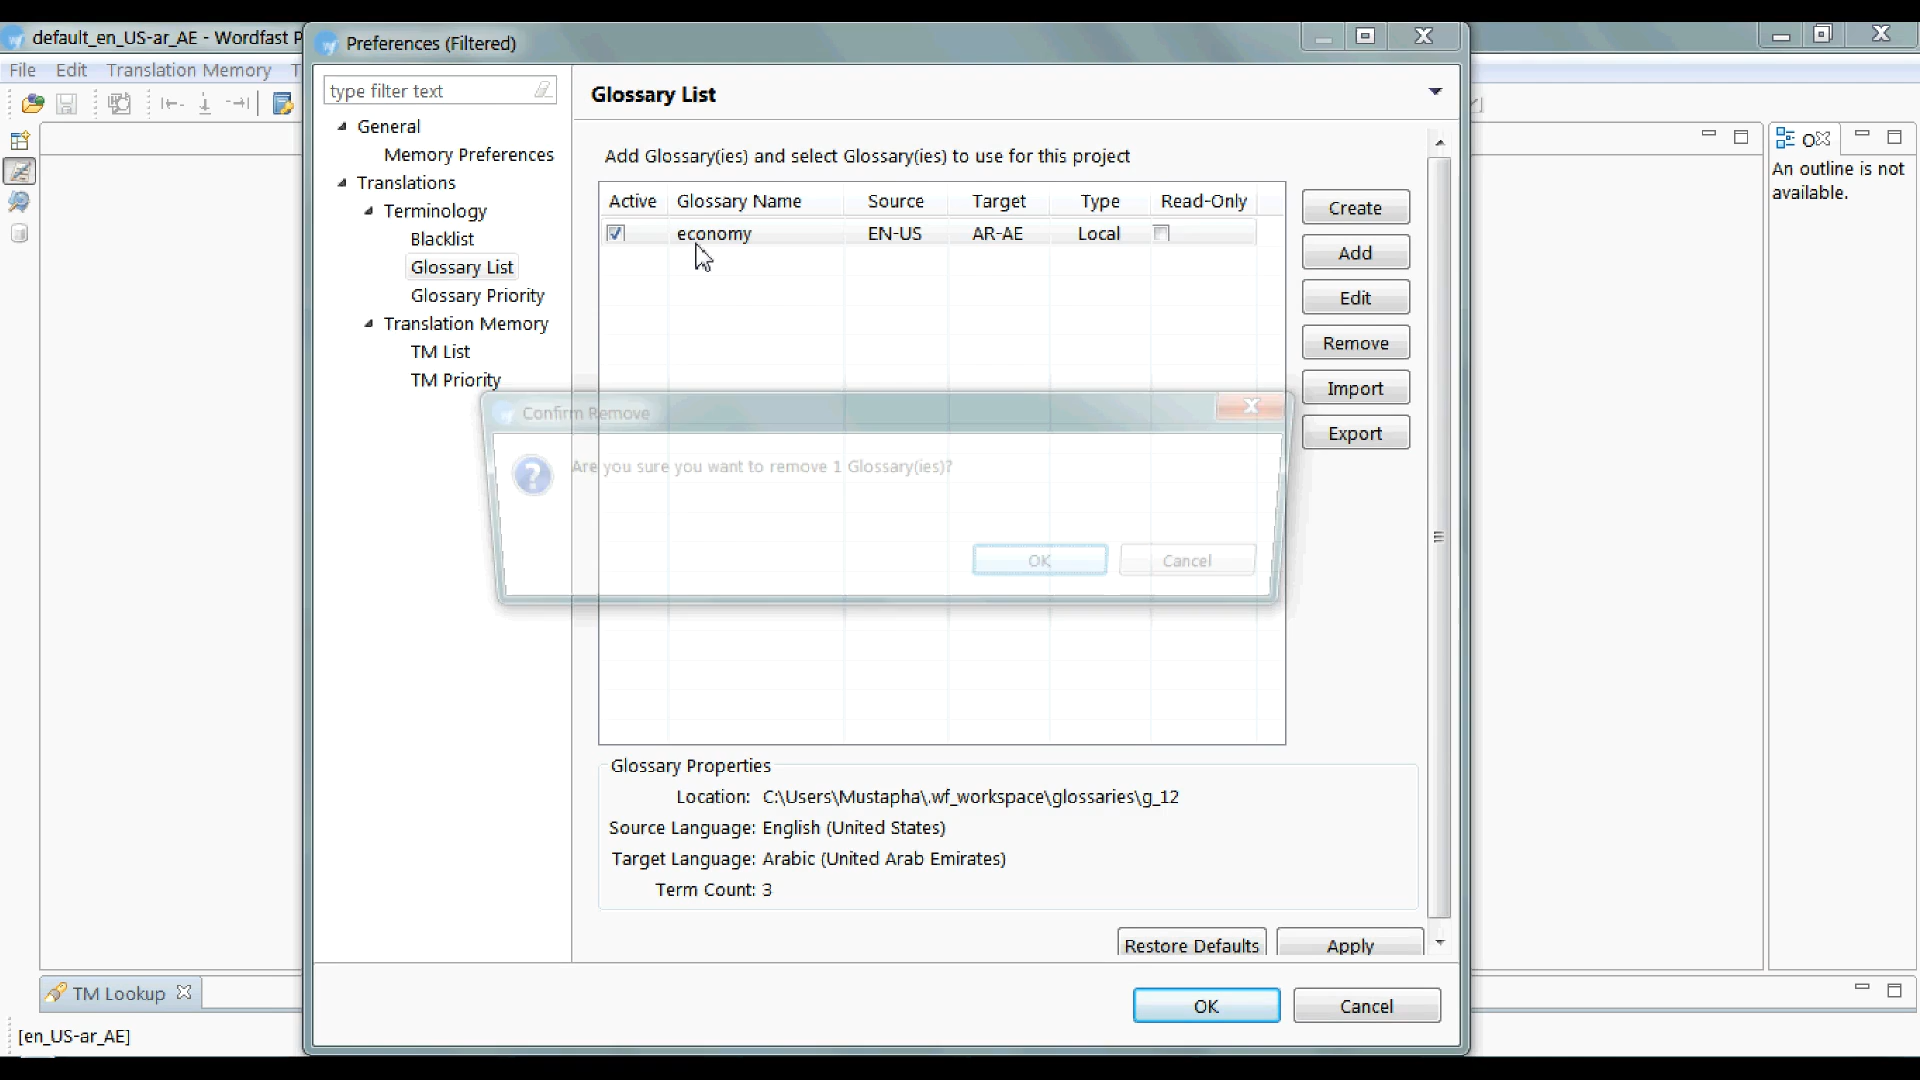 default_en_US-ar_AE - Wordfast P
Preferences (Filtered)
File Edit Translation Memory T
type filter text
Glossary List
General
Memory Preferences
Translations
Terminology
Blacklist
Glossary List
Glossary Priority
Translation Memory
TM List
TM Priority
Add Glossary(ies) and select Glossary(ies) to use for this project
Active Glossary Name Source Target Type Read-Only
economy EN-US AR-AE Local
Create
Add
Edit
Remove
Import
Export
Confirm Remove
Are you sure you want to remove 1 Glossary(ies)?
OK Cancel
Glossary Properties
Location: C:\Users\Mustapha\.wf_workspace\glossaries\g_12
Source Language: English (United States)
Target Language: Arabic (United Arab Emirates)
Term Count: 3
Restore Defaults Apply
OK Cancel
O
An outline is not
available.
TM Lookup
[en_US-ar_AE]